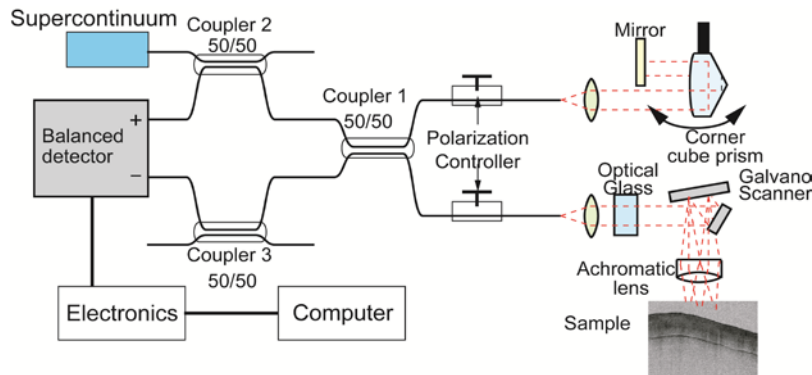 Supercontinuum
Coupler 2
50/50
Mirror
Coupler 1
50/50
+
Balanced
detector
Polarization
Controller
Corner
cube prism
Optical
Glass
Galvano
Scanner
−
Coupler 3
50/50
Achromatic
lens
Electronics
Computer
Sample